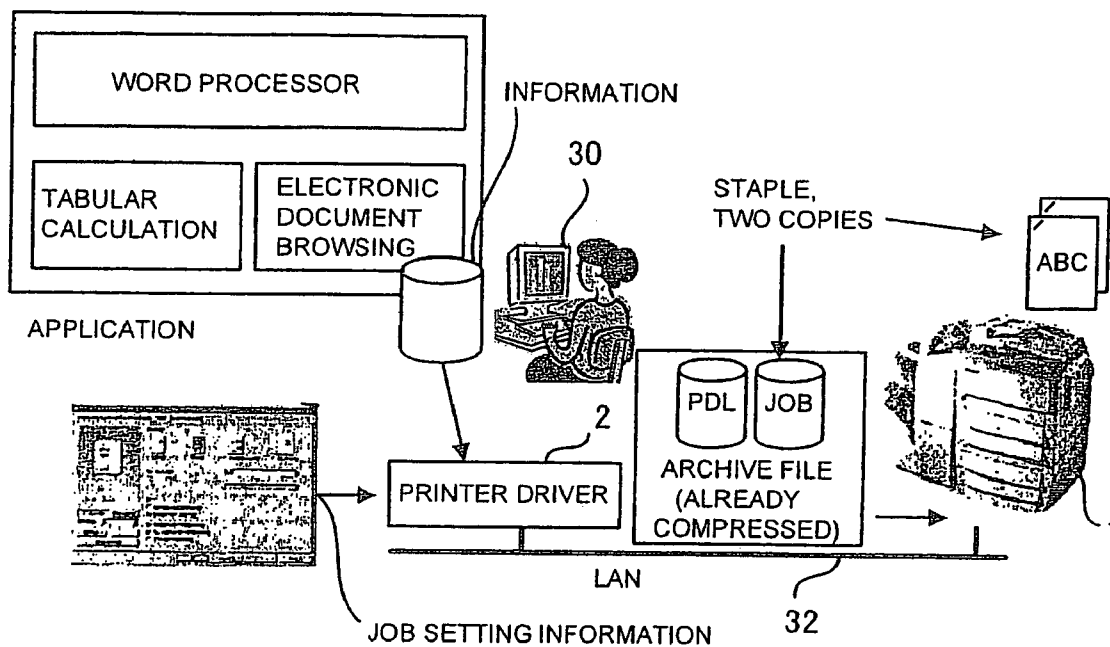 WORD PROCESSOR
INFORMATION
30
TABULAR
CALCULATION
ELECTRONIC
DOCUMENT
BROWSING
STAPLE,
TWO COPIES
ABC
APPLICATION
PDL
JOB
2
PRINTER DRIVER
ARCHIVE FILE
(ALREADY
COMPRESSED)
LAN
32
JOB SETTING INFORMATION